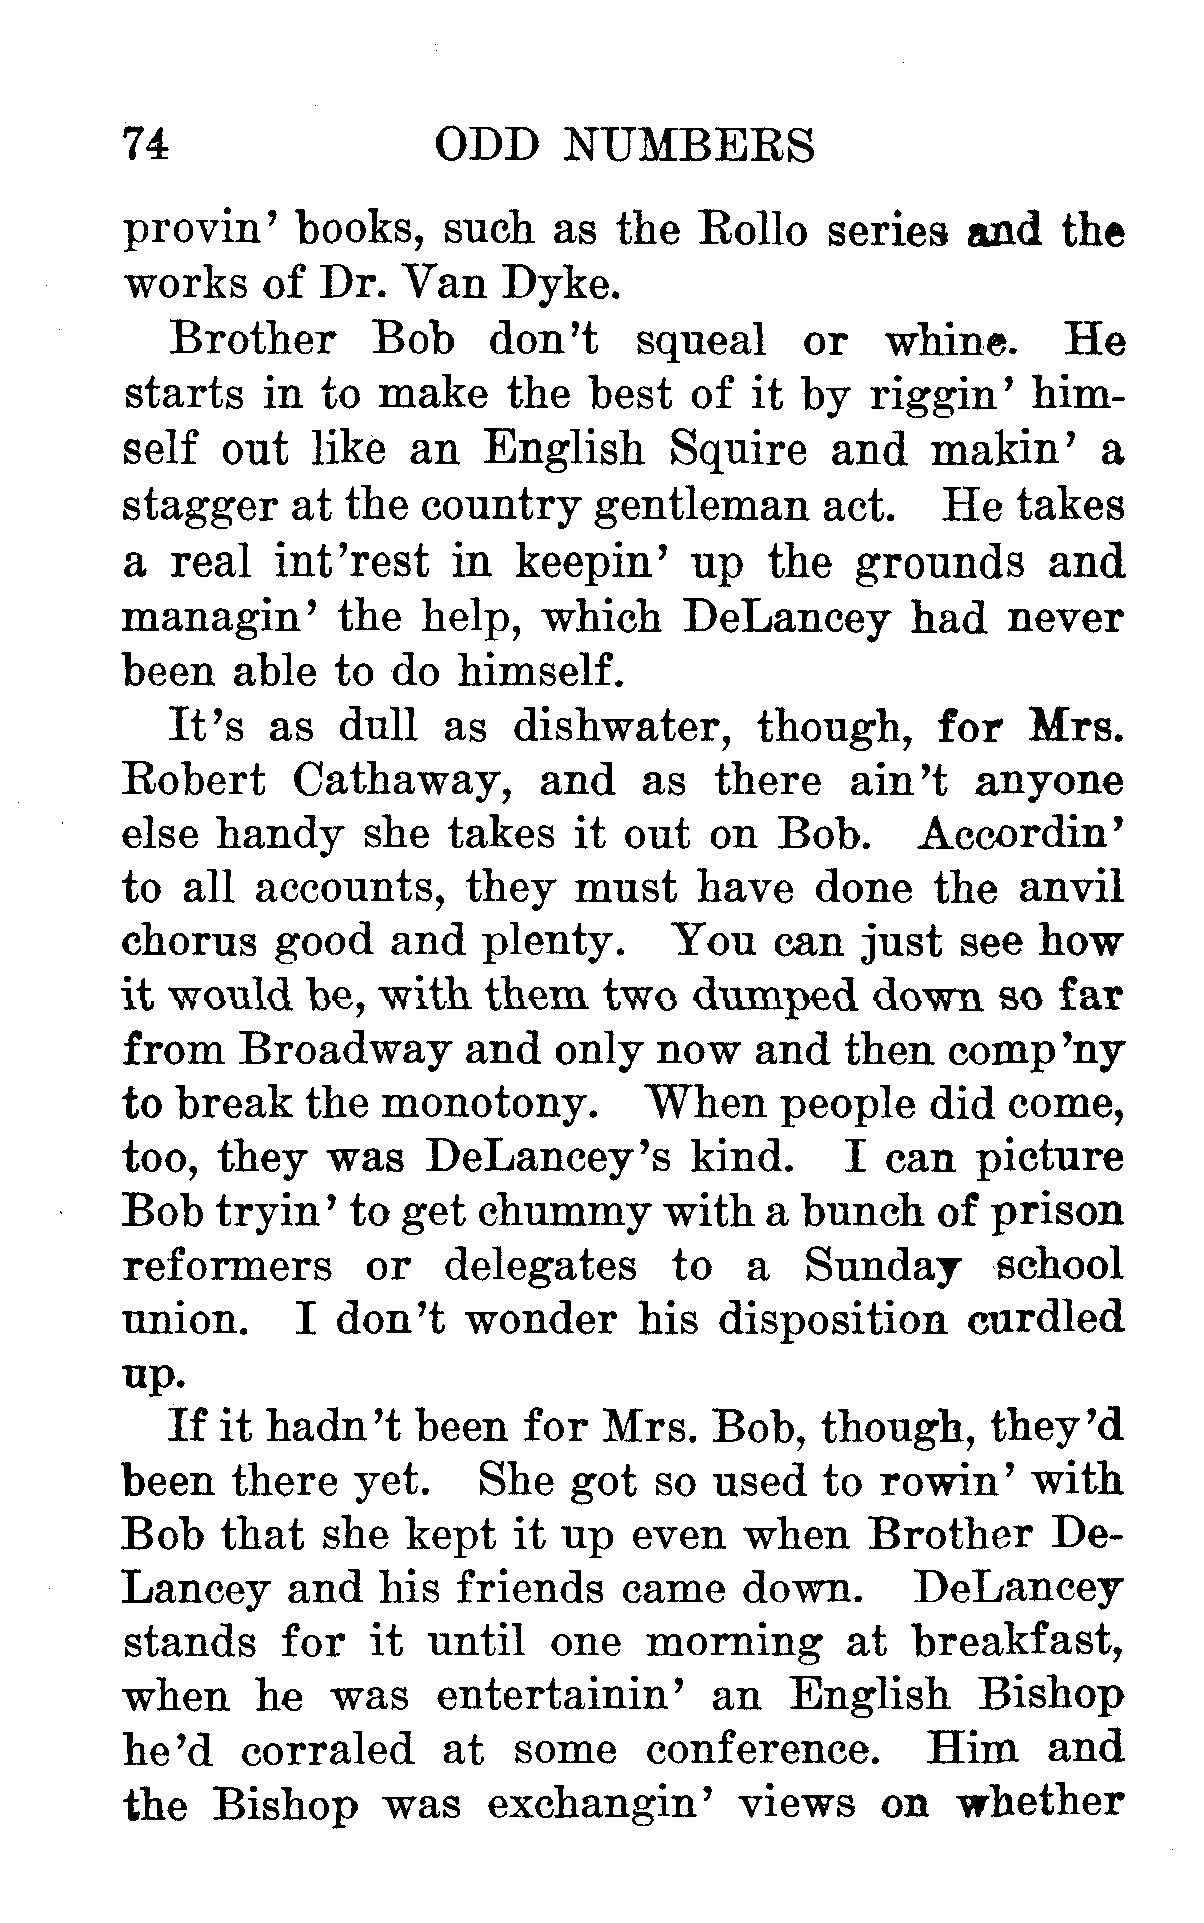 74 ODD NUMBERS
provin' books, such as the Rollo series and the
works of Dr. Van Dyke.
Brother Bob don't squeal or whine. He
starts in to make the best of it by riggin' him-
self out like an English Squire and makin' a
stagger at the country gentleman act. He takes
a real int'rest in keepin' up the grounds and
managin' the help, which DeLancey had never
been able to do himself.
It's as dull as dishwater, though, for Mrs.
Robert Cathaway, and as there ain't anyone
else handy she takes it out on Bob. Accordin'
to all accounts, they must have done the anvil
chorus good and plenty. You can just see how
it would be, with them two dumped down so far
from Broadway and only now and then comp'ny
to break the monotony. When people did come,
too, they was DeLancey's kind. I can picture
Bob tryin' to get chummy with a bunch of prison
reformers or delegates to a Sunday school
union. I don't wonder his disposition curdled
up.
If it hadn't been for Mrs. Bob, though, they'd
been there yet. She got so used to rowin' with
Bob that she kept it up even when Brother De-
Lancey and his friends came down. DeLancey
stands for it until one morning at breakfast,
when he was entertainin' an English Bishop
he'd corraled at some conference. Him and
the Bishop was exchangin' views on whether